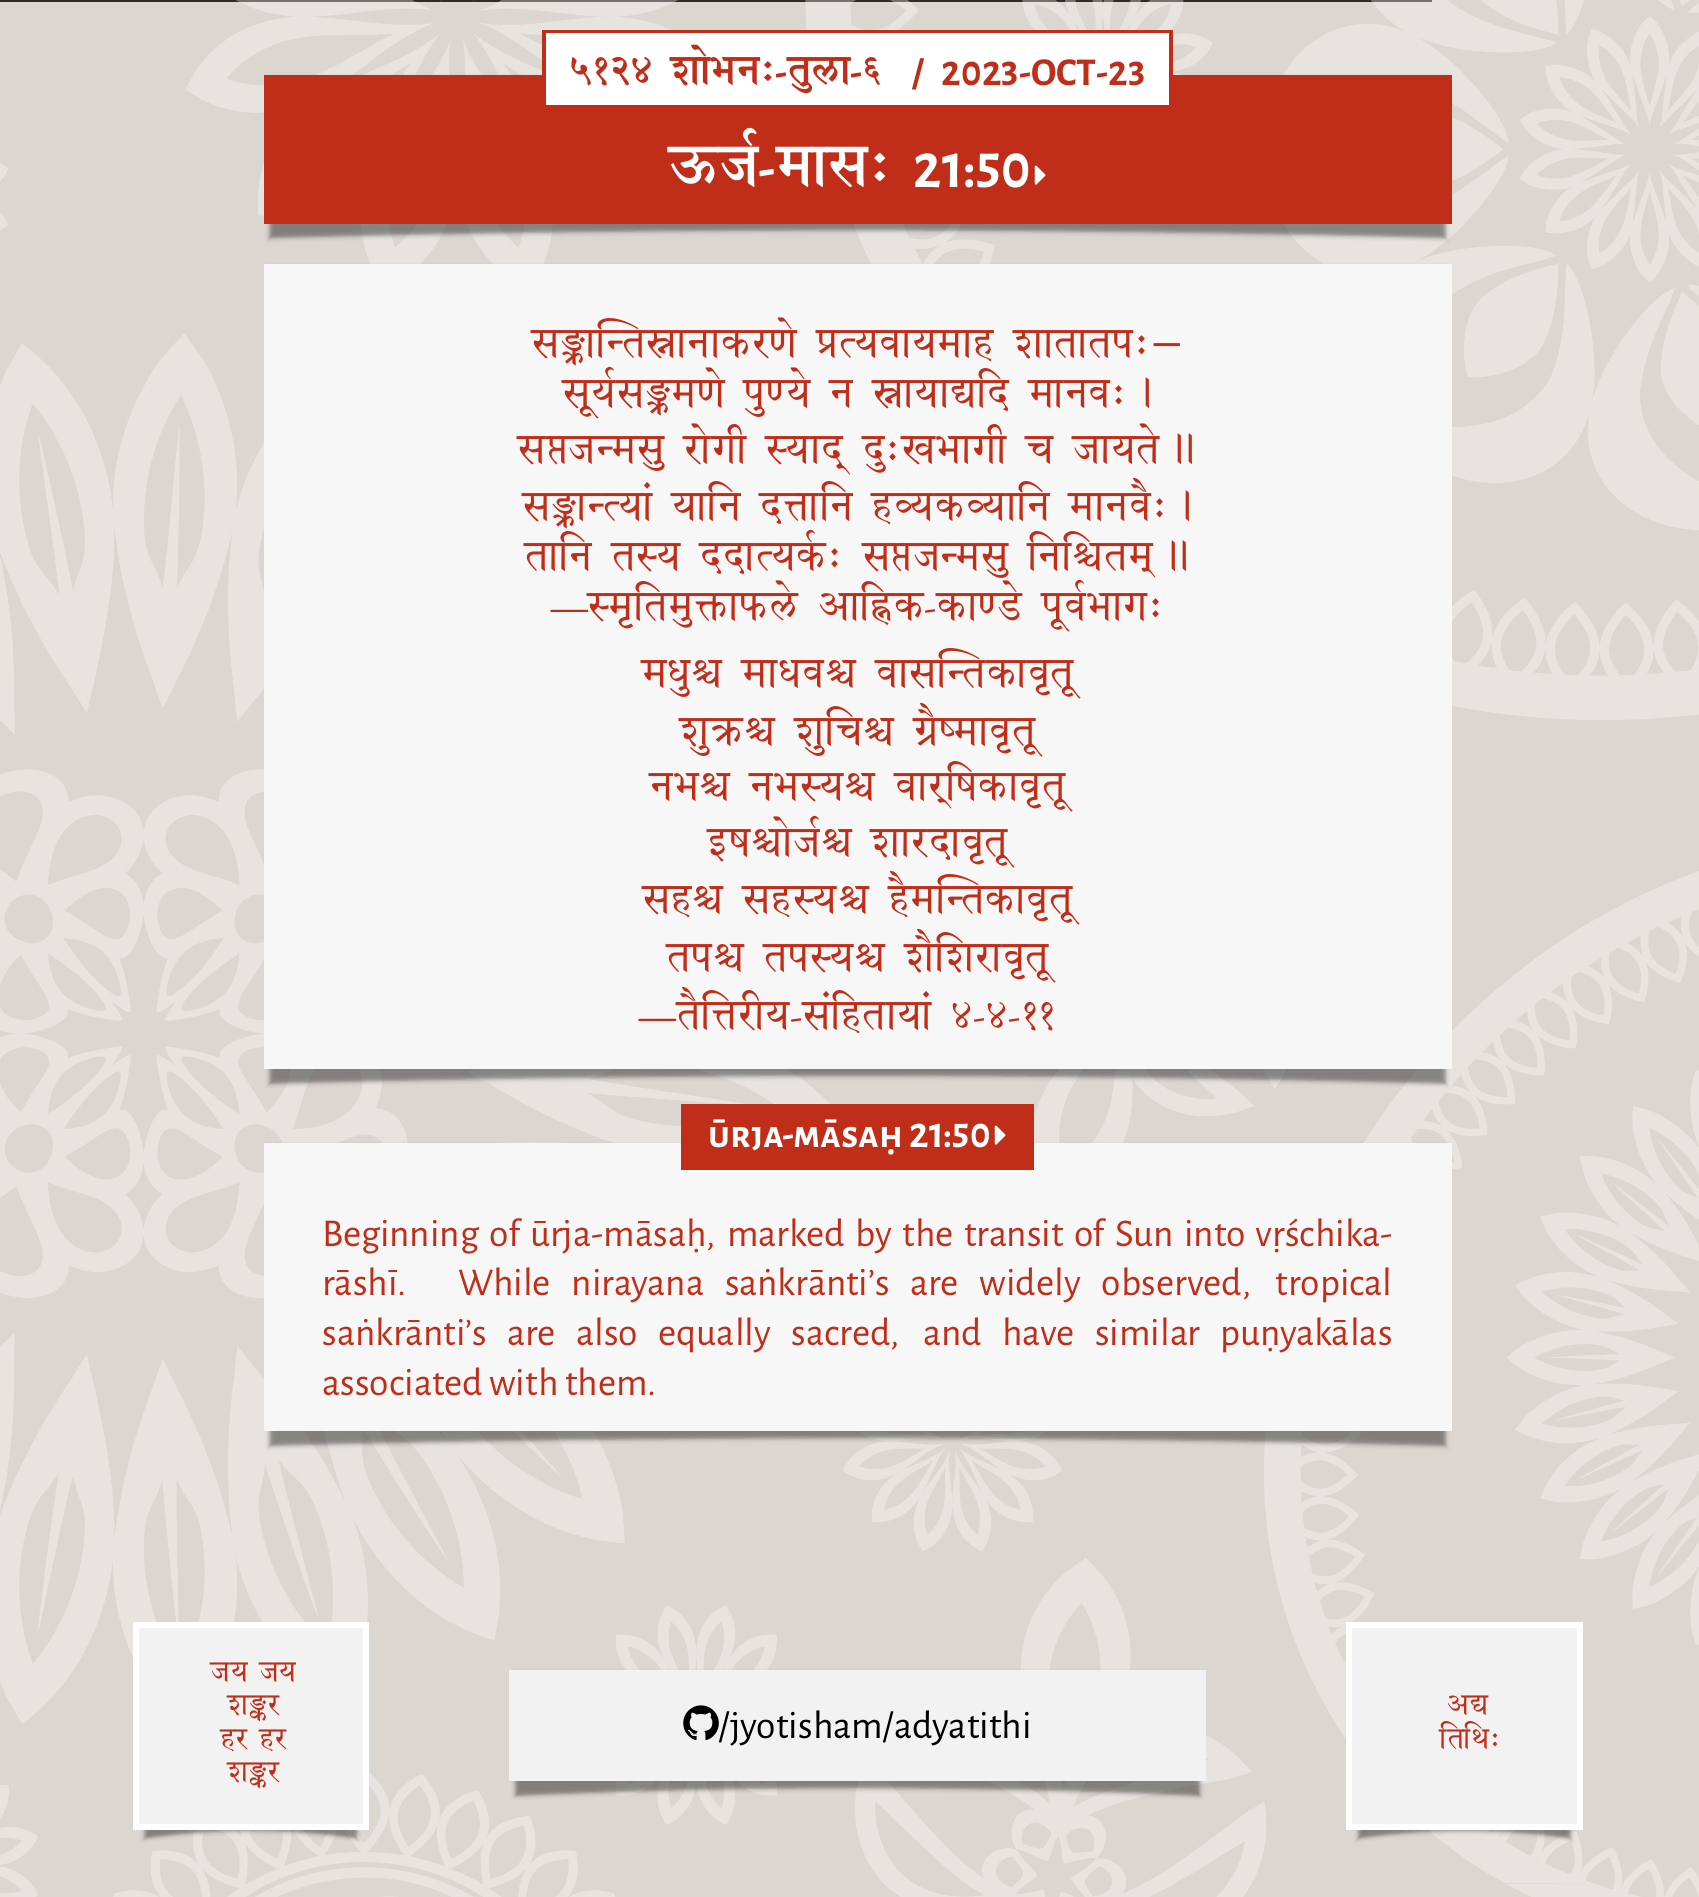 ५१२४ शोभनः-तुला-६ / 2023-OCT-23
ऊर्ज-मासः 21:50▶
सङ्क्रान्तिस्नानाकरणे प्रत्यवायमाह शातातपः—
सूर्यसङ्क्रमणे पुण्ये न स्नायाद्यदि मानवः।
सप्तजन्मसु रोगी स्याद् दुःखभागी च जायते॥
सङ्क्रान्त्यां यानि दत्तानि हव्यकव्यानि मानवैः।
तानि तस्य ददात्यर्कः सप्तजन्मसु निश्चितम्॥
—स्मृतिमुक्ताफले आह्निक-काण्डे पूर्वभागः
मधुश्च माधवश्च वासन्तिकावृतू
शुक्रश्च शुचिश्च ग्रैष्मावृतू
नभश्च नभस्यश्च वार्‌षिकावृतू
इषश्चोर्जश्च शारदावृतू
सहश्च सहस्यश्च हैमन्तिकावृतू
तपश्च तपस्यश्च शैशिरावृतू
—तैत्तिरीय-संहितायां ४-४-११
ŪRJA-MĀSAḤ 21:50▶
Beginning of ūrja-māsaḥ, marked by the transit of Sun into vṛśchika-
rāshī. While nirayana saṅkrānti’s are widely observed, tropical
saṅkrānti’s are also equally sacred, and have similar puṇyakālas
associated with them.
जय जय
शङ्कर
हर हर
शङ्कर
/jyotisham/adyatithi
अद्य
तिथिः